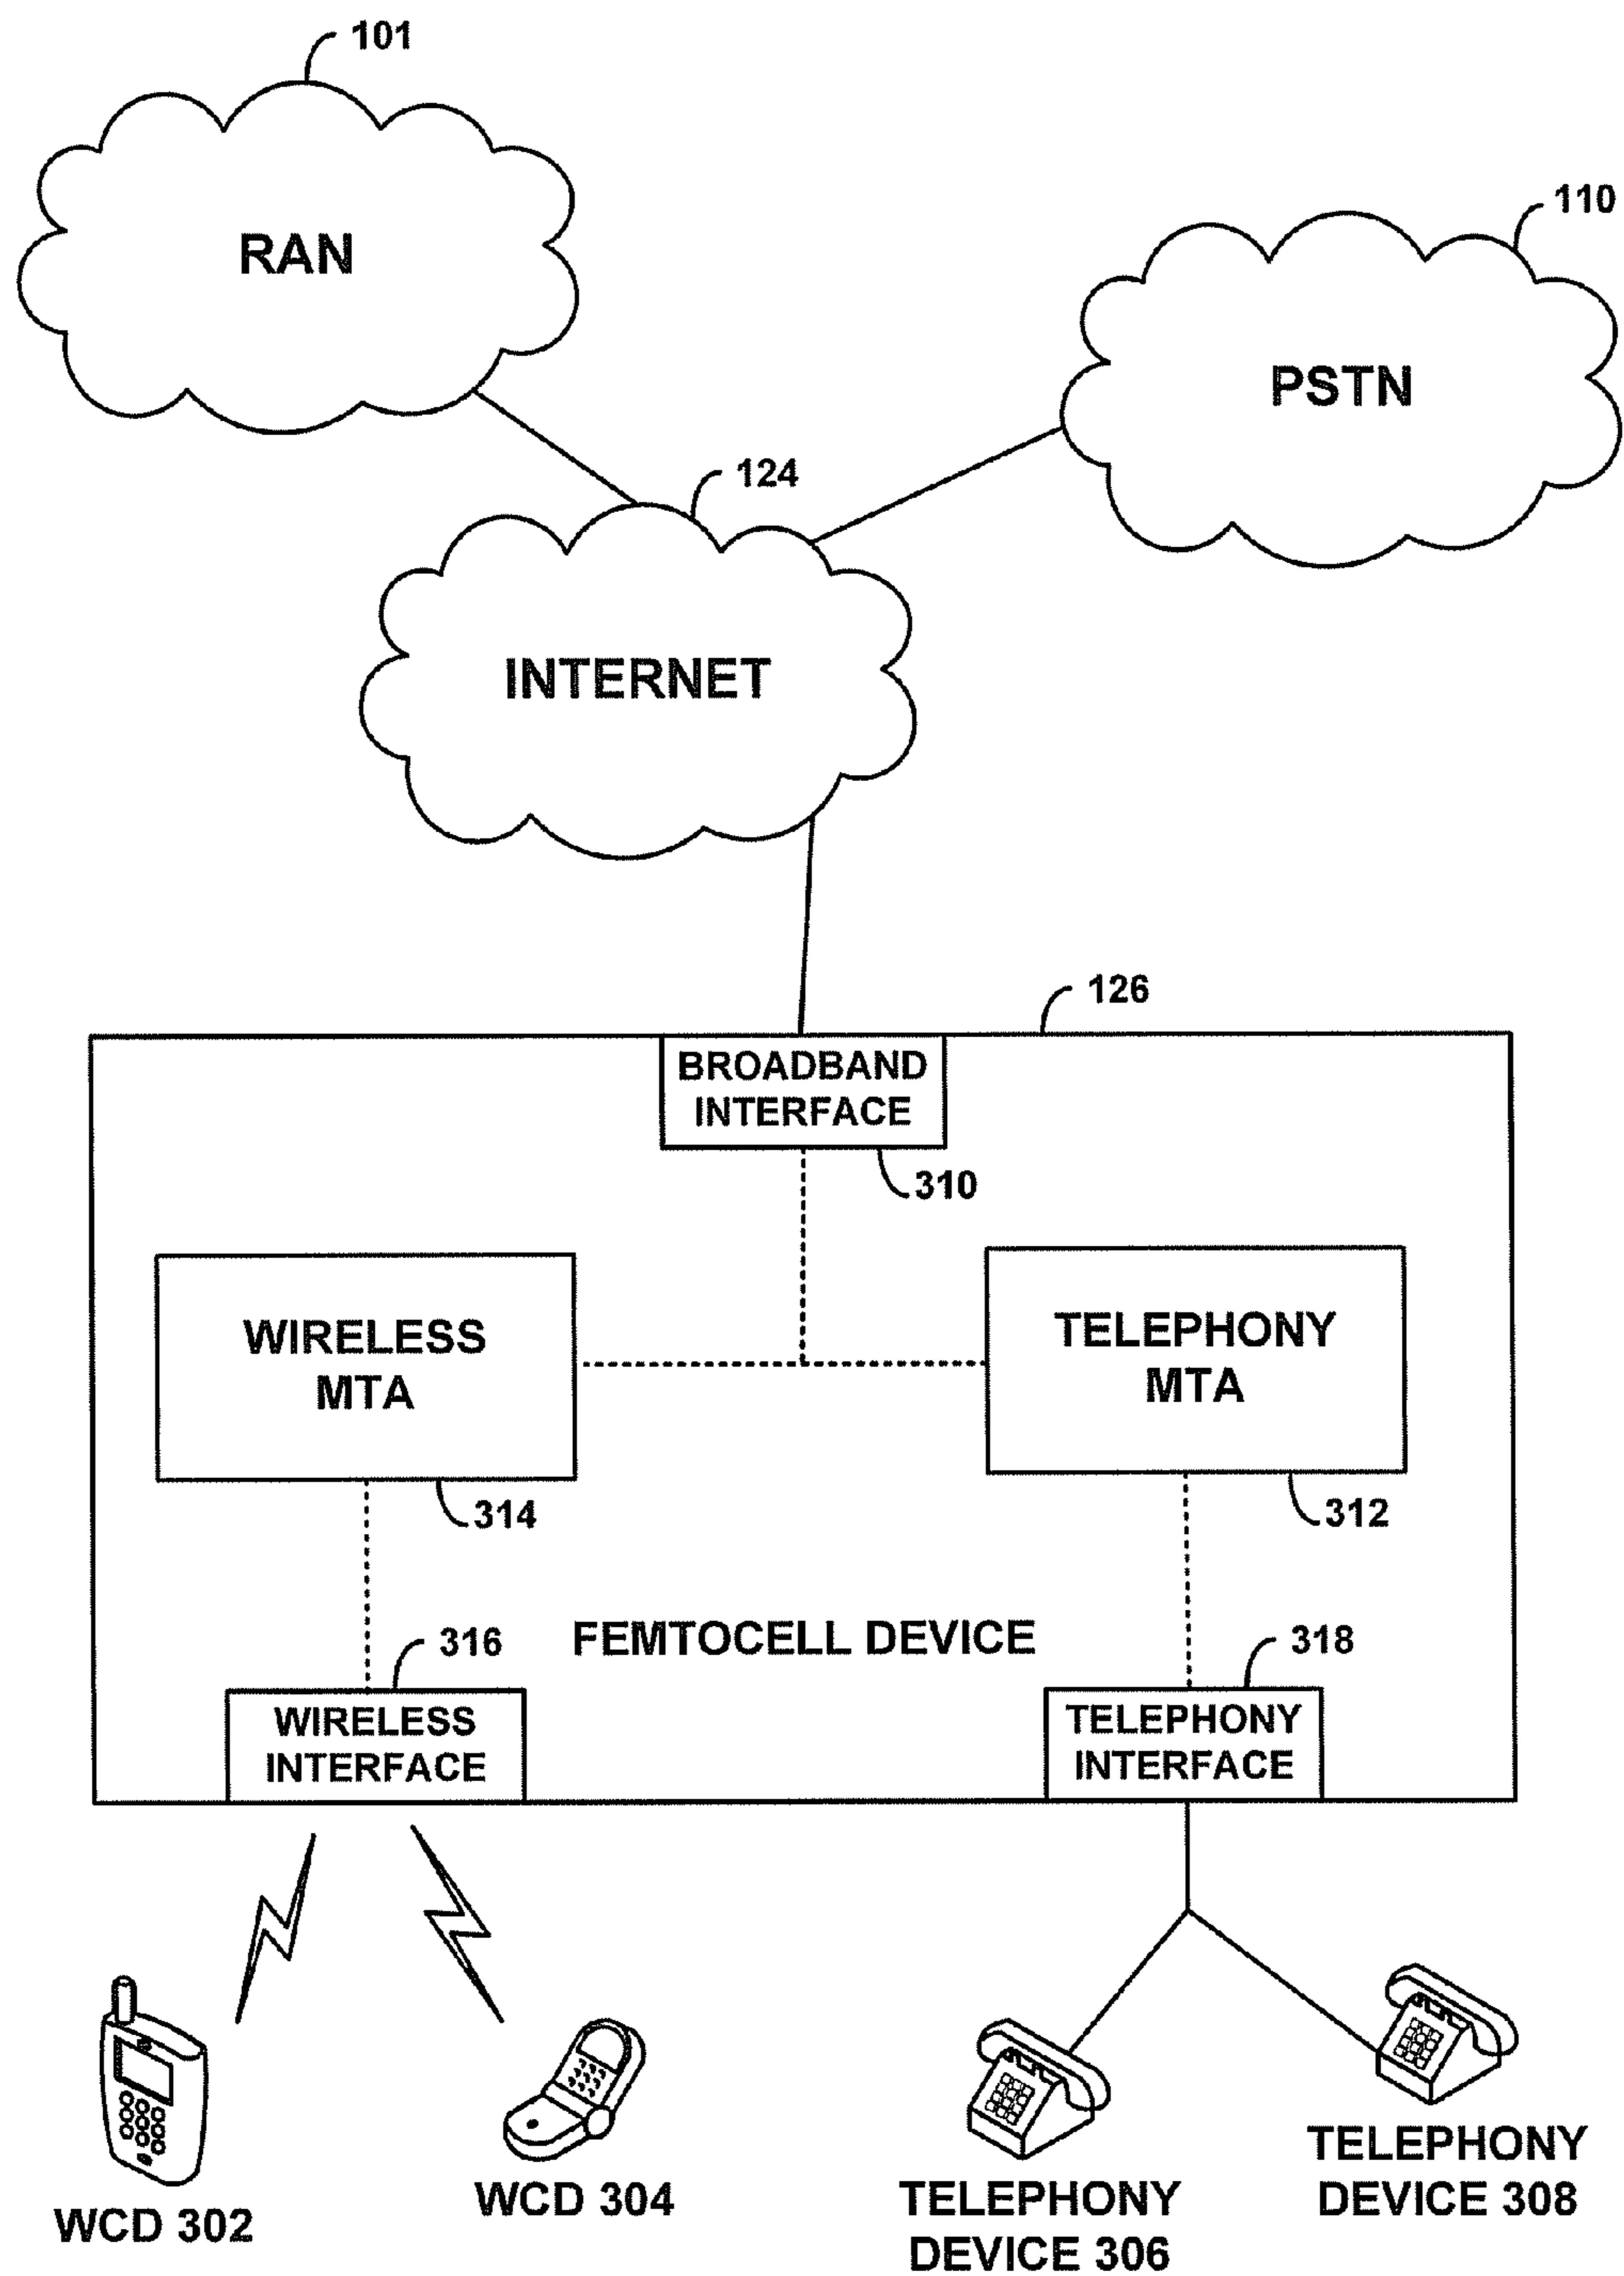 101
RAN
110
PSTN
124
INTERNET
126
BROADBAND
INTERFACE
310
WIRELESS
MTA
314
TELEPHONY
MTA
312
FEMTOCELL DEVICE
316
WIRELESS
INTERFACE
318
TELEPHONY
INTERFACE
WCD 302
WCD 304
TELEPHONY
DEVICE 306
TELEPHONY
DEVICE 308